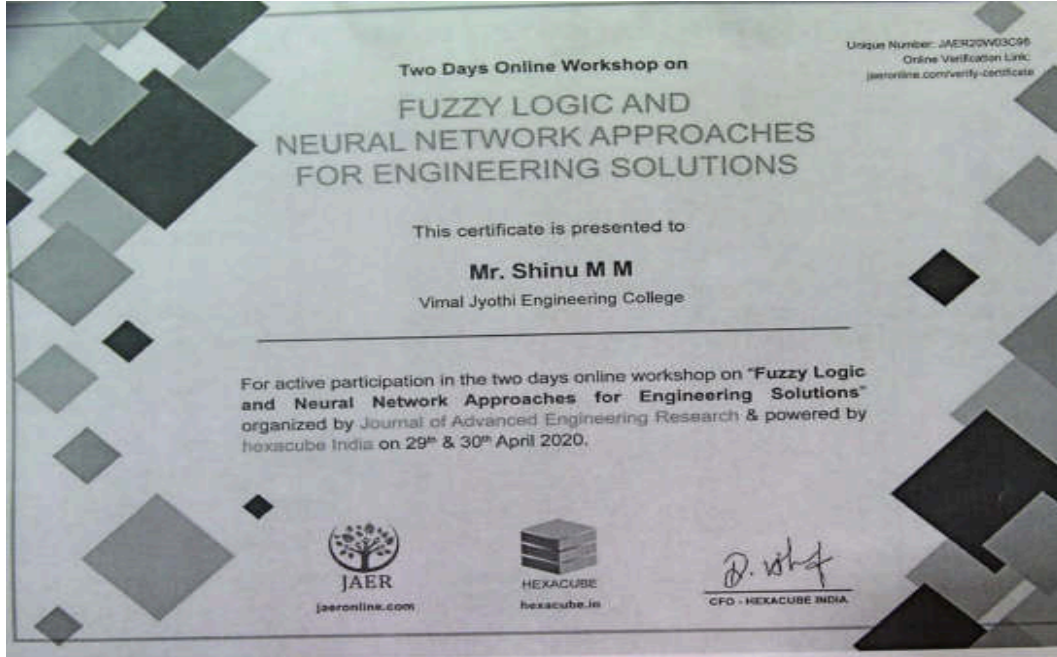 Unique Number: JAER20W03C96
Online Verification Link:
jaeronline.com/verify-certificate
Two Days Online Workshop on
FUZZY LOGIC AND
NEURAL NETWORK APPROACHES
FOR ENGINEERING SOLUTIONS
This certificate is presented to
Mr. Shinu M M
Vimal Jyothi Engineering College
For active participation in the two days online workshop on "Fuzzy Logic
and Neural Network Approaches for Engineering Solutions"
organized by Journal of Advanced Engineering Research & powered by
hexacube India on 29th & 30th April 2020.
JAER
jaeronline.com
HEXACUBE
hexacube.in
CFO - HEXACUBE INDIA